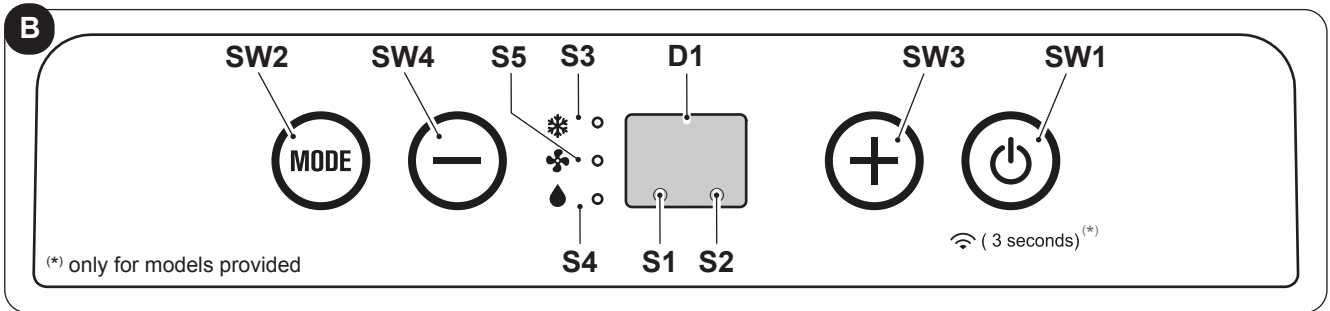 B
SW2 SW4 S5 S3 D1 SW3 SW1
MODE
( 3 seconds) (*)
(*) only for models provided
S4 S1 S2